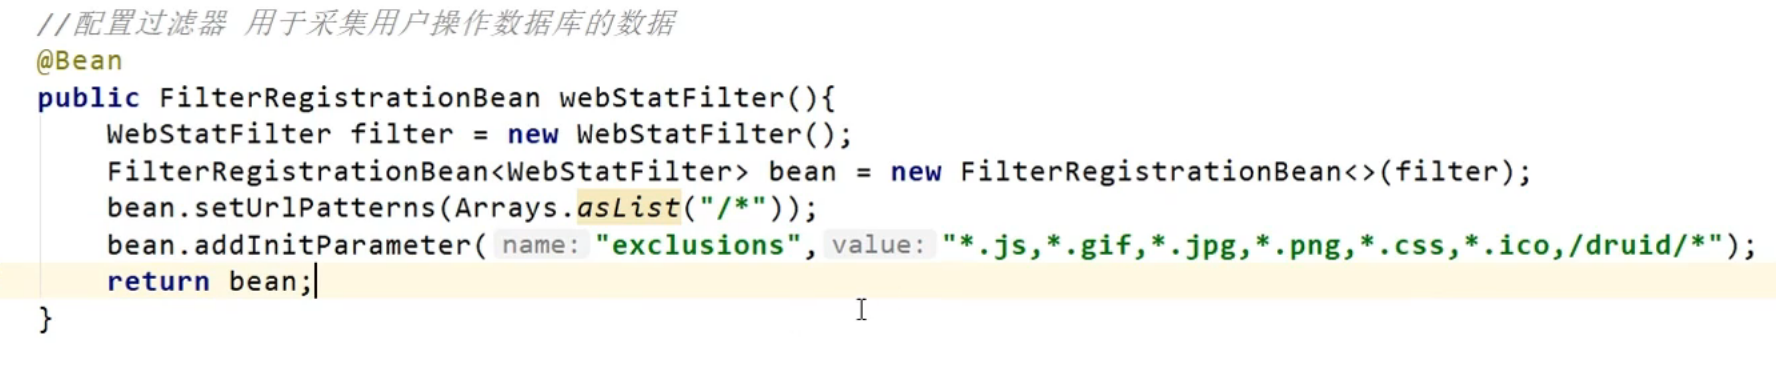 //配置过滤器 用于采集用户操作数据库的数据
@Bean
public FilterRegistrationBean webStatFilter(){
WebStatFilter filter = new WebStatFilter();
FilterRegistrationBean<WebStatFilter> bean = new FilterRegistrationBean<>(filter);
bean.setUrlPatterns(Arrays.asList("/*"));
bean.addInitParameter( name: "exclusions", value: "*.js,*.gif,*.jpg,*.png,*.css,*.ico,/druid/*");
return bean;
}